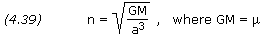 (4.39) n = √(GM/a³) , where GM = μ